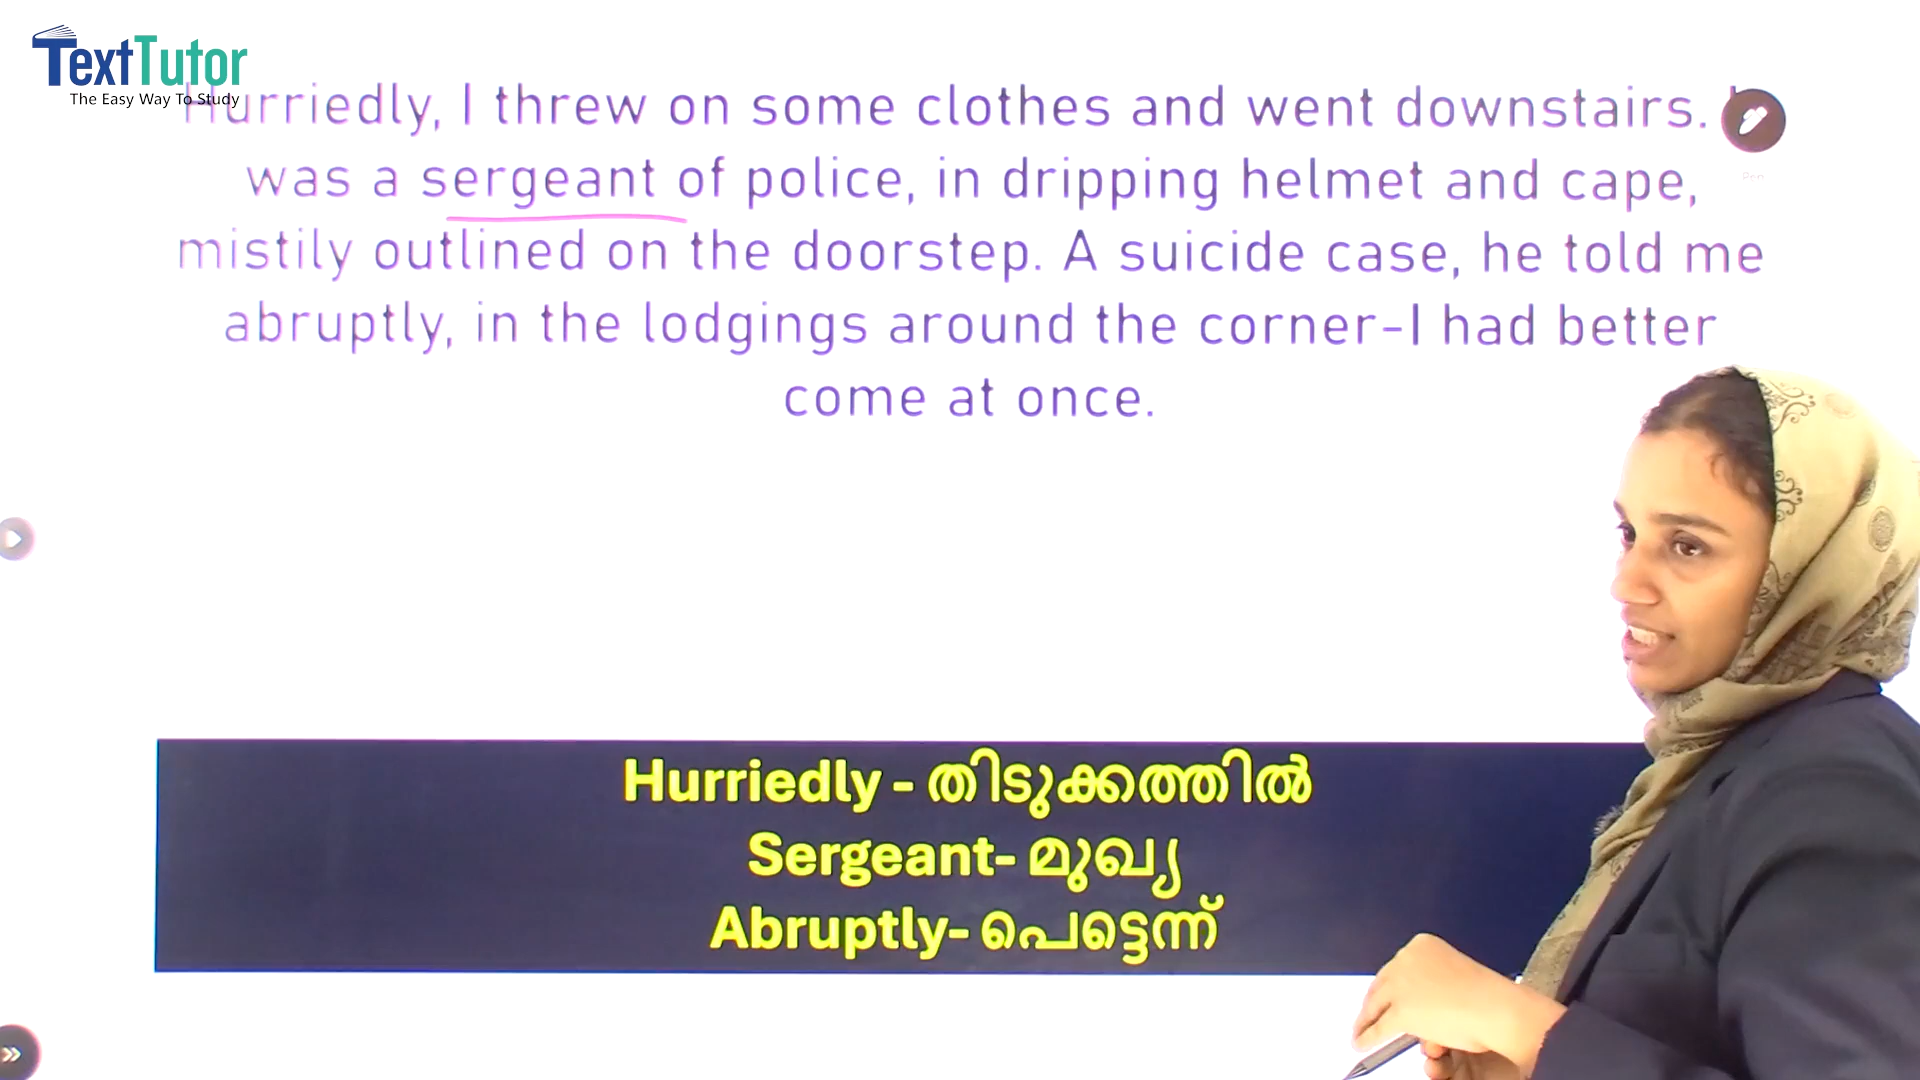 TextTutor
The Easy Way To Study
Hurriedly, I threw on some clothes and went downstairs.
was a sergeant of police, in dripping helmet and cape,
mistily outlined on the doorstep. A suicide case, he told me
abruptly, in the lodgings around the corner-I had better
come at once.
Pen
Hurriedly - തിടുക്കത്തിൽ
Sergeant- മുഖ്യ
Abruptly- പെട്ടെന്ന്